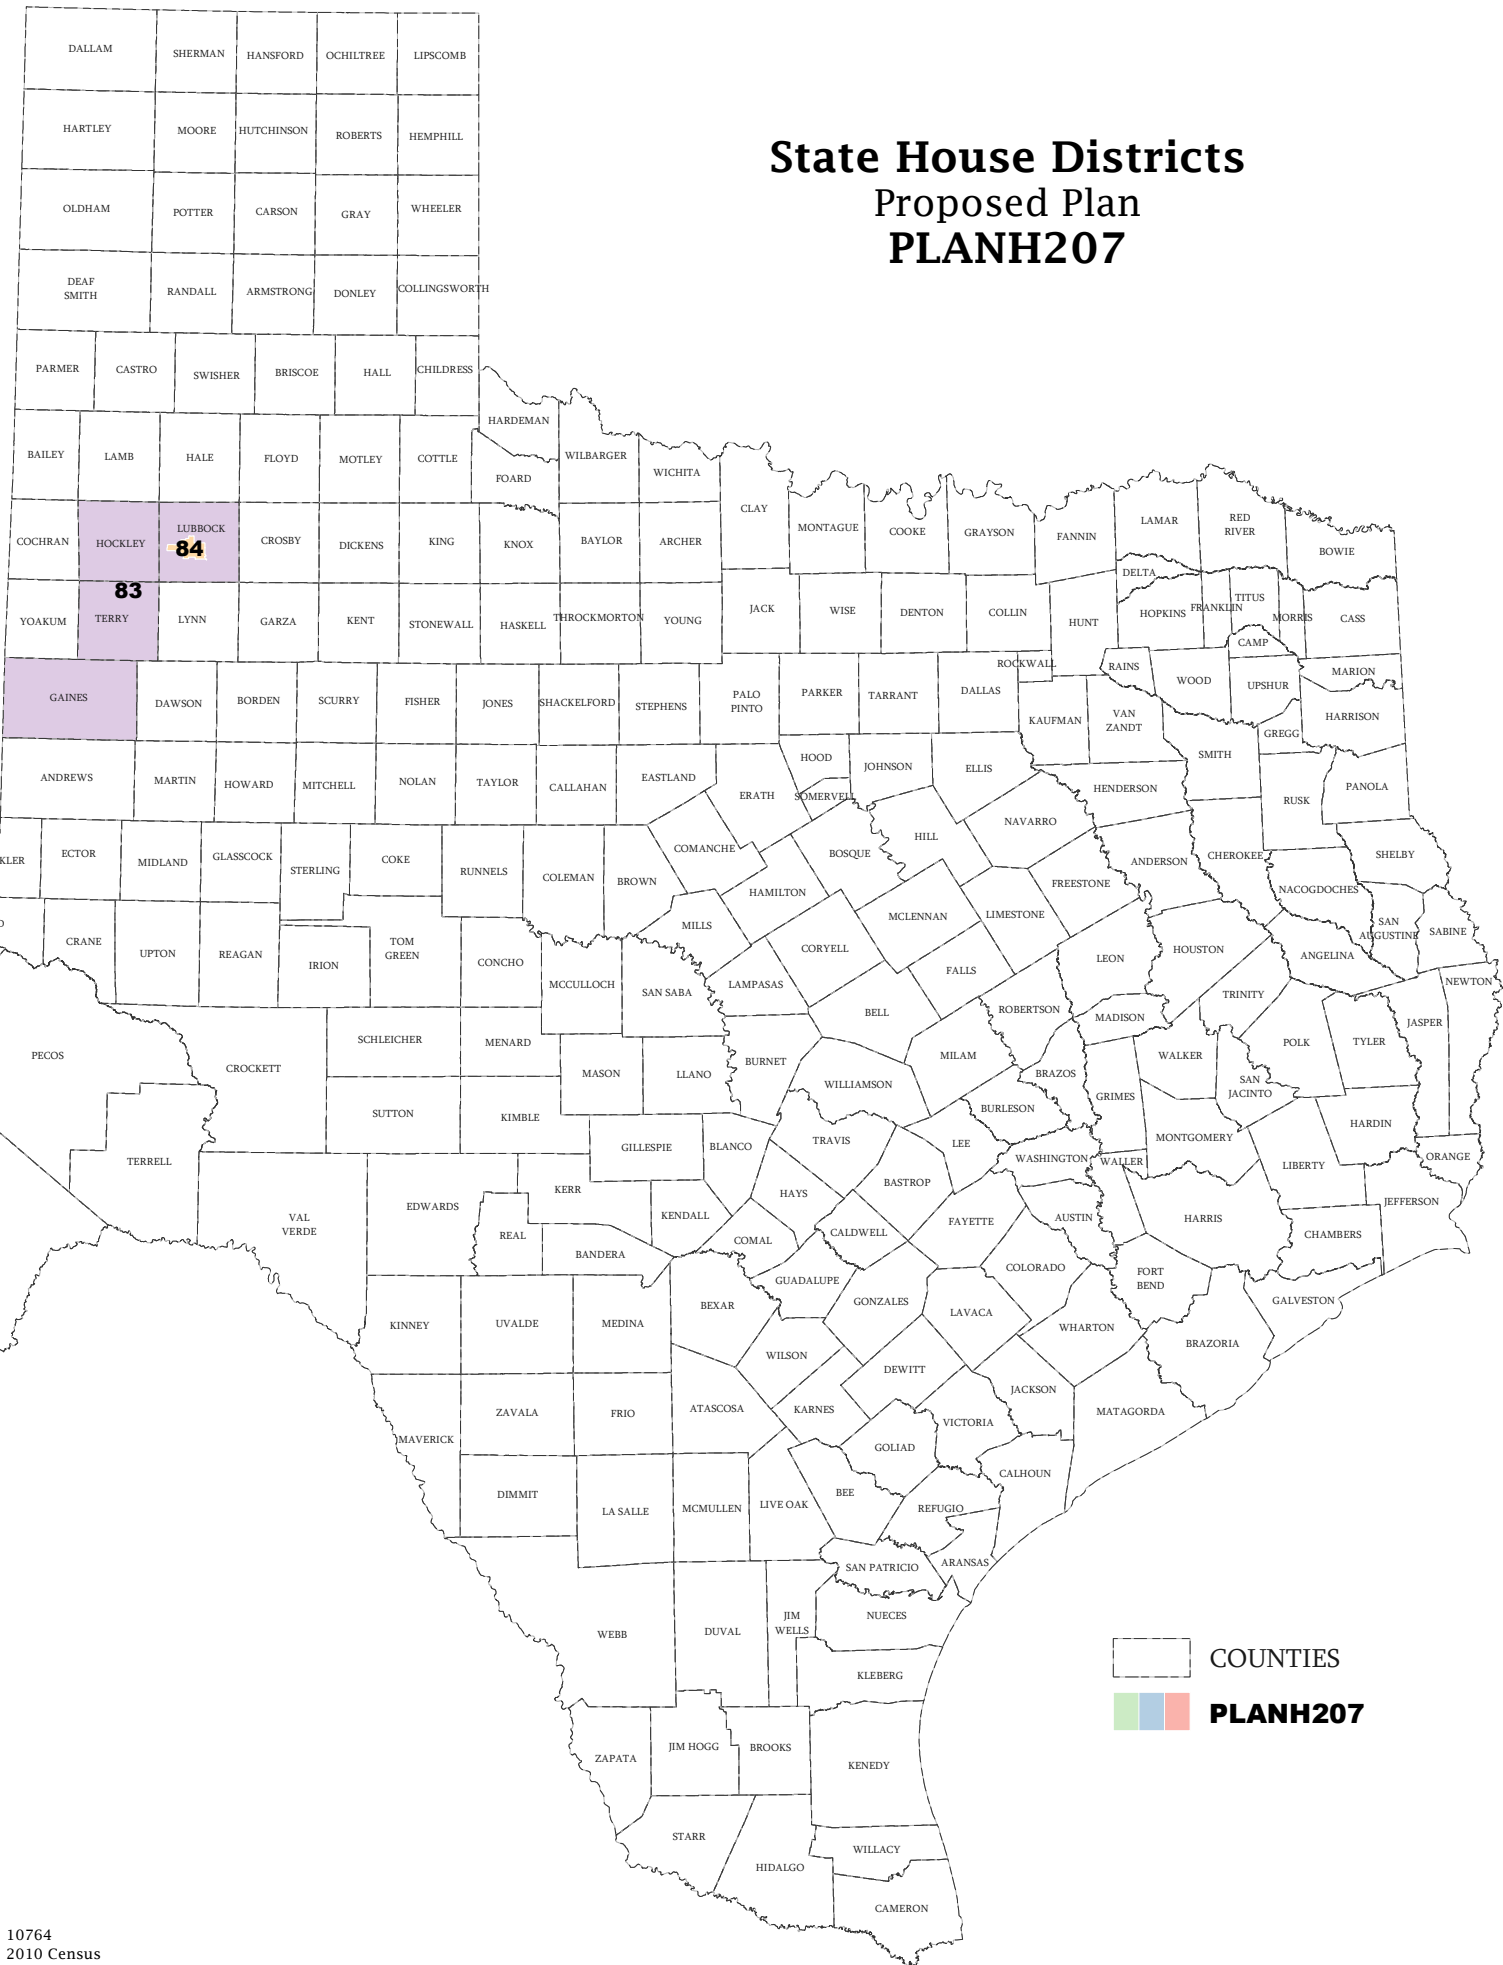 State House Districts
Proposed Plan
PLANH207
DALLAM
SHERMAN
HANSFORD
OCHILTREE
LIPSCOMB
HARTLEY
MOORE
HUTCHINSON
ROBERTS
HEMPHILL
OLDHAM
POTTER
CARSON
GRAY
WHEELER
DEAF
SMITH
RANDALL
ARMSTRONG
DONLEY
COLLINGSWORTH
PARMER
CASTRO
SWISHER
BRISCOE
HALL
CHILDRESS
HARDEMAN
BAILEY
LAMB
HALE
FLOYD
MOTLEY
COTTLE
FOARD
WILBARGER
WICHITA
CLAY
MONTAGUE
COOKE
GRAYSON
FANNIN
LAMAR
RED
RIVER
BOWIE
COCHRAN
HOCKLEY
LUBBOCK
84
CROSBY
DICKENS
KING
KNOX
BAYLOR
ARCHER
DELTA
83
YOAKUM
TERRY
LYNN
GARZA
KENT
STONEWALL
HASKELL
THROCKMORTON
YOUNG
JACK
WISE
DENTON
COLLIN
HUNT
HOPKINS
FRANKLIN
TITUS
MORRIS
CASS
CAMP
ROCKWALL
RAINS
WOOD
UPSHUR
MARION
GAINES
DAWSON
BORDEN
SCURRY
FISHER
JONES
SHACKELFORD
STEPHENS
PALO
PINTO
PARKER
TARRANT
DALLAS
KAUFMAN
VAN
ZANDT
GREGG
HARRISON
SMITH
ANDREWS
MARTIN
HOWARD
MITCHELL
NOLAN
TAYLOR
CALLAHAN
EASTLAND
ERATH
HOOD
SOMERVELL
JOHNSON
ELLIS
HENDERSON
RUSK
PANOLA
NAVARRO
HILL
KLER
ECTOR
MIDLAND
GLASSCOCK
STERLING
COKE
RUNNELS
COLEMAN
BROWN
COMANCHE
BOSQUE
HAMILTON
FREESTONE
ANDERSON
CHEROKEE
NACOGDOCHES
SHELBY
MILLS
MCLENNAN
LIMESTONE
SAN
AUGUSTINE
SABINE
CRANE
UPTON
REAGAN
IRION
TOM
GREEN
CONCHO
MCCULLOCH
SAN SABA
LAMPASAS
CORYELL
FALLS
LEON
HOUSTON
ANGELINA
TRINITY
NEWTON
PECOS
CROCKETT
SCHLEICHER
MENARD
MASON
LLANO
BURNET
BELL
MILAM
ROBERTSON
MADISON
WALKER
POLK
TYLER
JASPER
SUTTON
KIMBLE
WILLIAMSON
BRAZOS
BURLESON
GRIMES
SAN
JACINTO
HARDIN
TERRELL
GILLESPIE
BLANCO
TRAVIS
LEE
WASHINGTON
WALLER
MONTGOMERY
LIBERTY
ORANGE
VAL
VERDE
EDWARDS
KERR
REAL
BANDERA
KENDALL
HAYS
COMAL
CALDWELL
BASTROP
FAYETTE
AUSTIN
HARRIS
JEFFERSON
CHAMBERS
KINNEY
UVALDE
MEDINA
BEXAR
GUADALUPE
GONZALES
LAVACA
COLORADO
FORT
BEND
GALVESTON
WHARTON
BRAZORIA
WILSON
DEWITT
JACKSON
MATAGORDA
MAVERICK
ZAVALA
FRIO
ATASCOSA
KARNES
VICTORIA
GOLIAD
CALHOUN
DIMMIT
LA SALLE
MCMULLEN
LIVE OAK
BEE
REFUGIO
SAN PATRICIO
ARANSAS
WEBB
DUVAL
JIM
WELLS
NUECES
KLEBERG
COUNTIES
PLANH207
ZAPATA
JIM HOGG
BROOKS
KENEDY
STARR
HIDALGO
WILLACY
CAMERON
10764
2010 Census